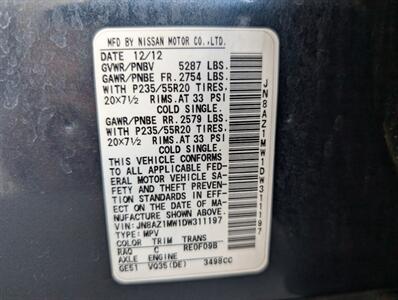 MFD BY NISSAN MOTOR CO.,LTD.
DATE 12/12
GVWR/PNBV 5287 LBS.
GAWR/PNBE FR. 2754 LBS.
WITH P235/55R20 TIRES.
20×7½ RIMS.AT 33 PSI
COLD SINGLE.
GAWR/PNBE RR. 2579 LBS.
WITH P235/55R20 TIRES.
20×7½ RIMS.AT 33 PSI
COLD SINGLE.
THIS VEHICLE CONFORMS
TO ALL APPLICABLE FED-
ERAL MOTOR VEHICLE SA-
FETY AND THEFT PREVEN-
TION STANDARDS IN EFF-
ECT ON THE DATE OF MA-
NUFACTURE SHOWN ABOVE.
VIN: JN8AZ1MW1DW311197
TYPE: MPV
COLOR TRIM TRANS
RAQ C RE0F09B
AXLE ENGINE
GE51 VQ35(DE) 3498CC
JN8AZ1MW1DW311197